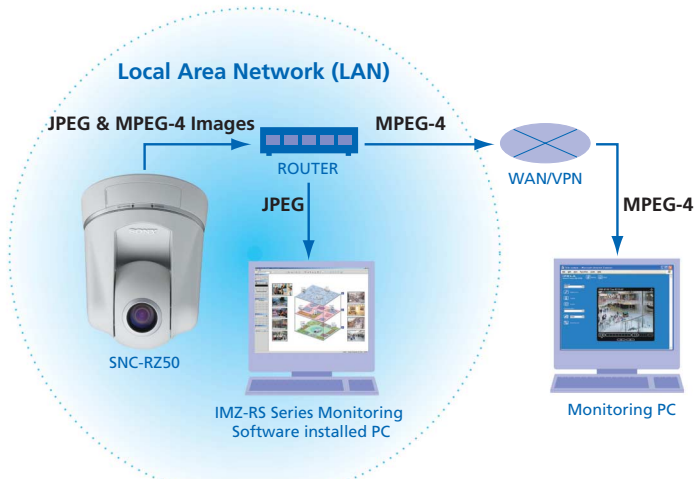 Local Area Network (LAN)
JPEG & MPEG-4 Images
MPEG-4
ROUTER
WAN/VPN
JPEG
MPEG-4
SNC-RZ50
IMZ-RS Series Monitoring
Software installed PC
Monitoring PC